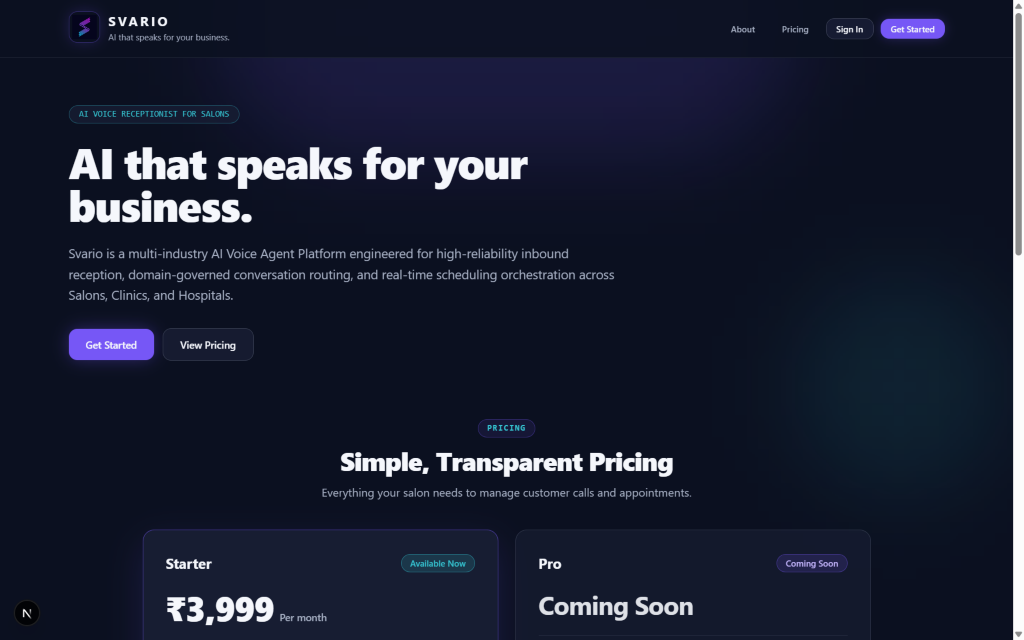 SVARIO
AI that speaks for your business.
About
Pricing
Sign In
Get Started
AI VOICE RECEPTIONIST FOR SALONS
AI that speaks for your
business.
Svario is a multi-industry AI Voice Agent Platform engineered for high-reliability inbound
reception, domain-governed conversation routing, and real-time scheduling orchestration across
Salons, Clinics, and Hospitals.
Get Started
View Pricing
PRICING
Simple, Transparent Pricing
Everything your salon needs to manage customer calls and appointments.
Starter
Available Now
₹3,999 Per month
Pro
Coming Soon
Coming Soon
N